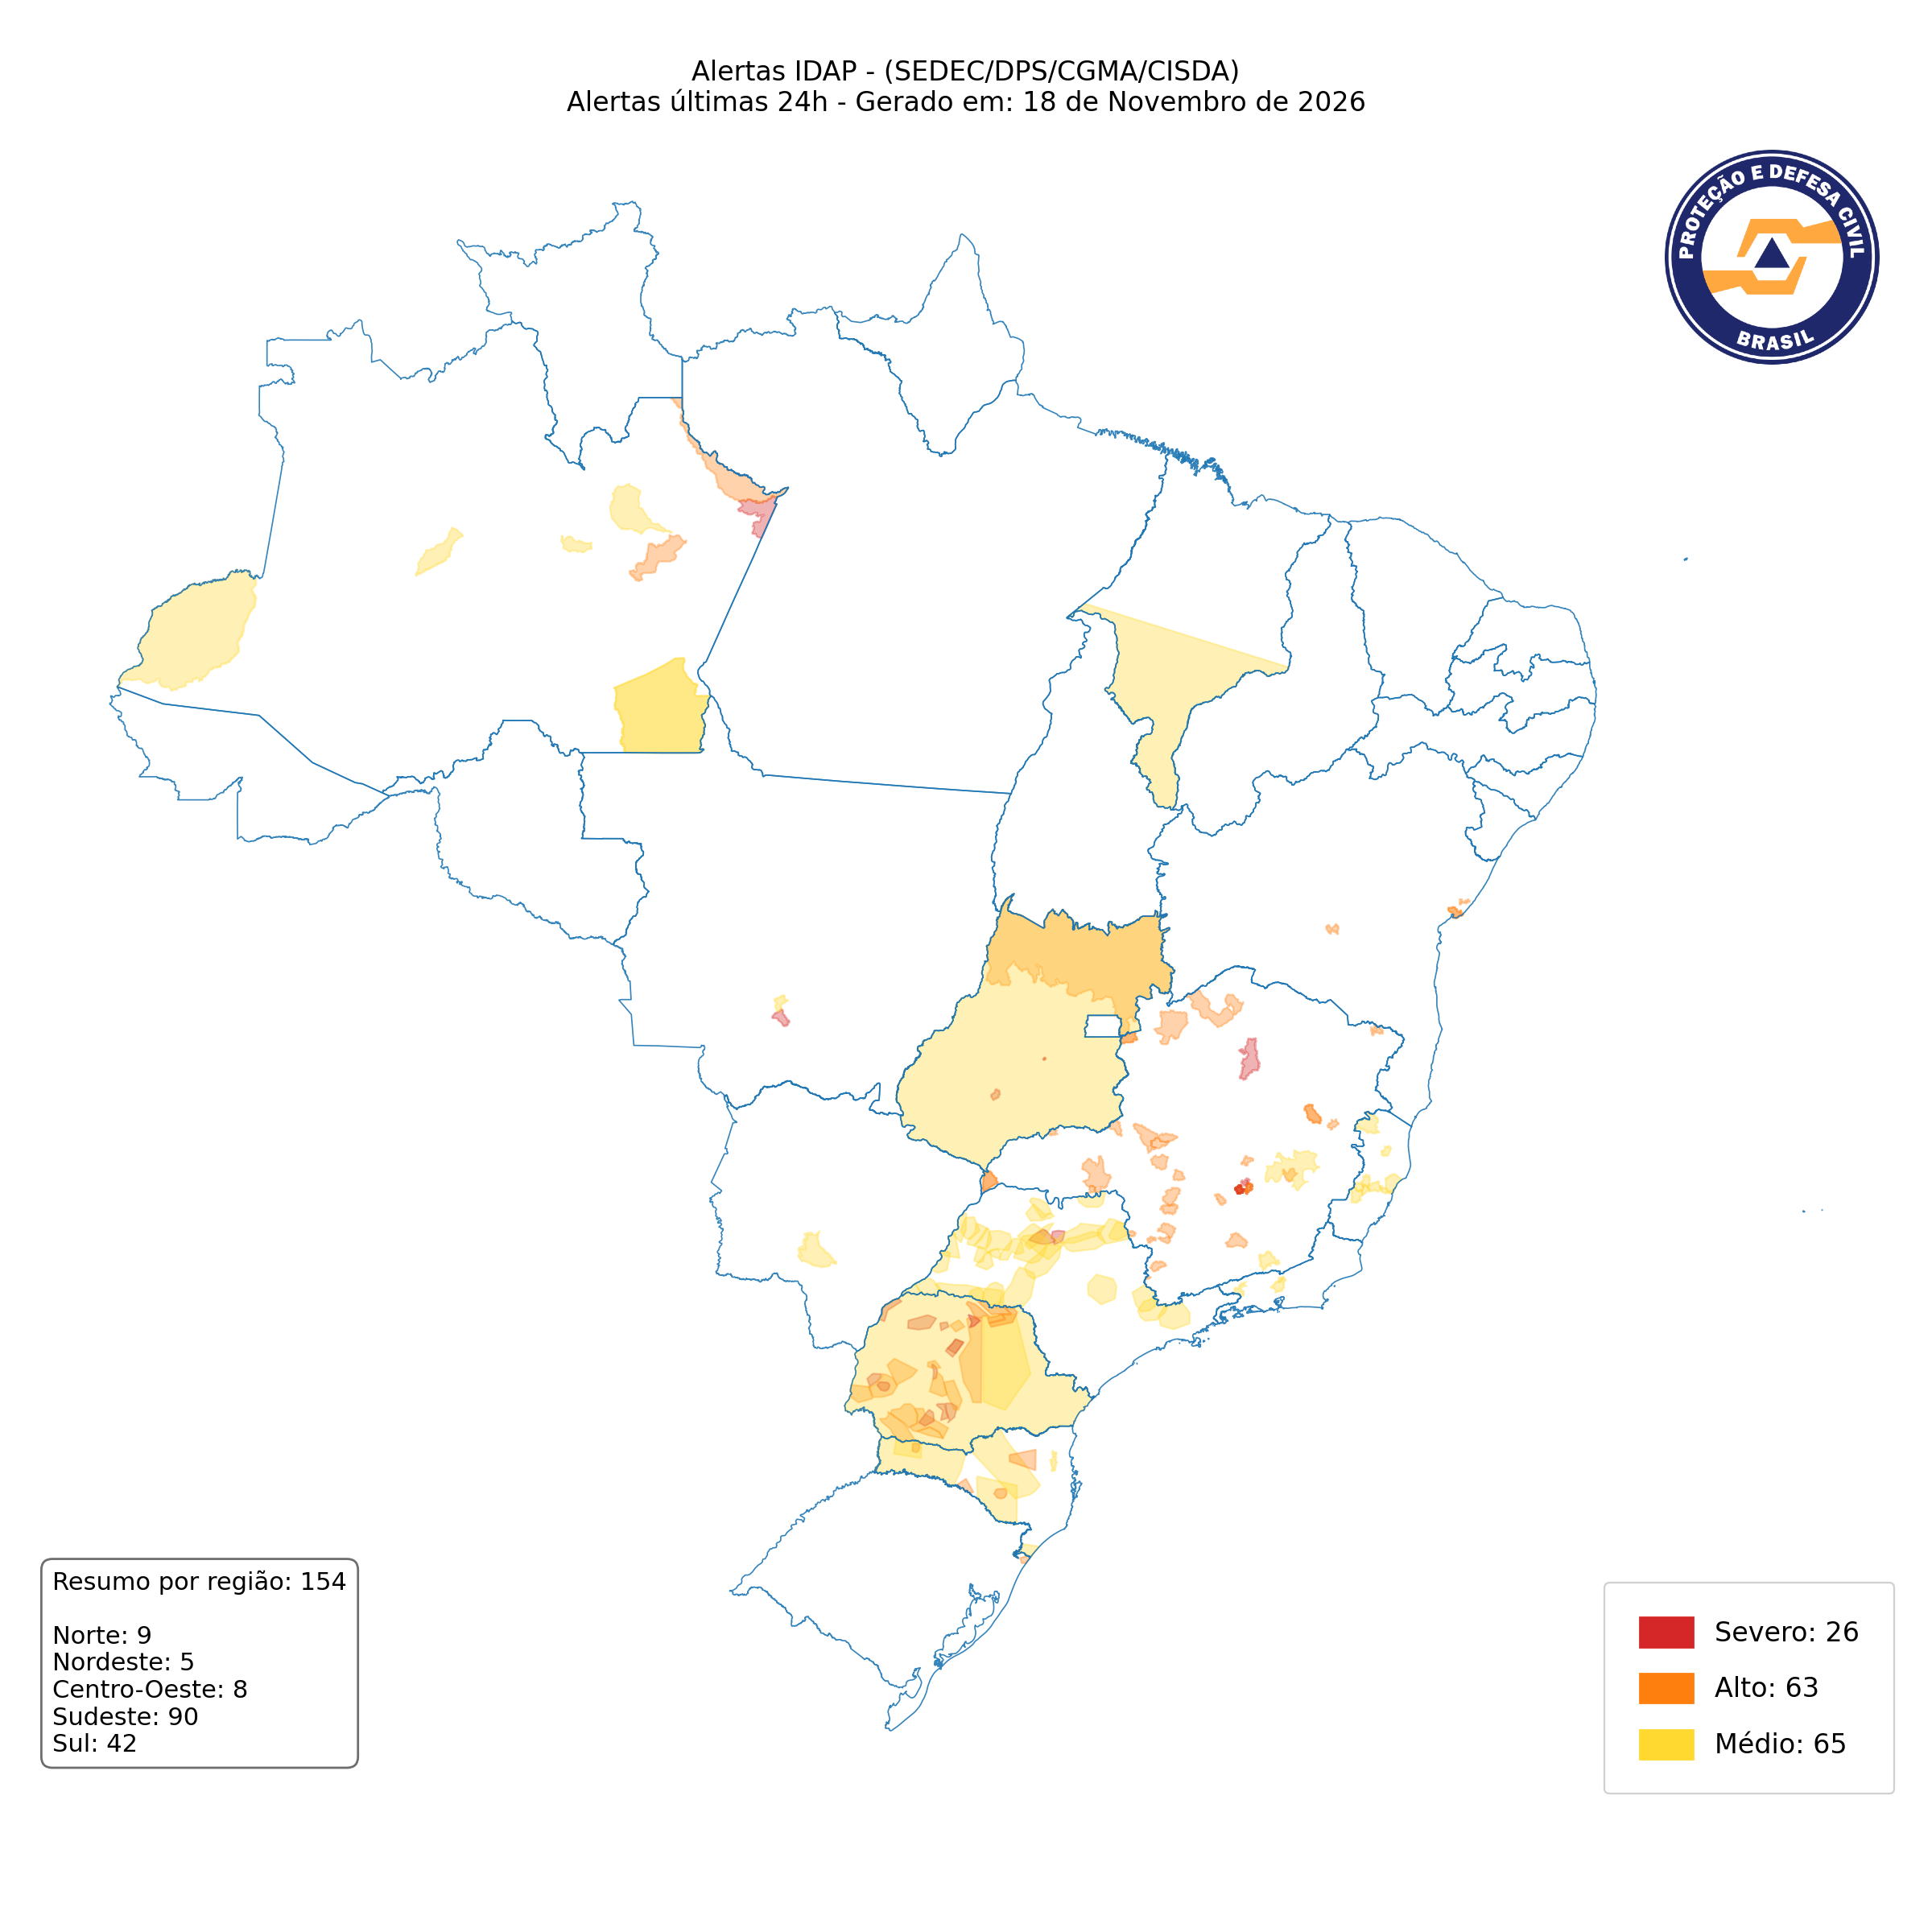 Alertas IDAP - (SEDEC/DPS/CGMA/CISDA)
Alertas últimas 24h - Gerado em: 18 de Novembro de 2026
PROTEÇÃO E DEFESA CIVIL
BRASIL
Resumo por região: 154
Norte: 9
Nordeste: 5
Centro-Oeste: 8
Sudeste: 90
Sul: 42
Severo: 26
Alto: 63
Médio: 65